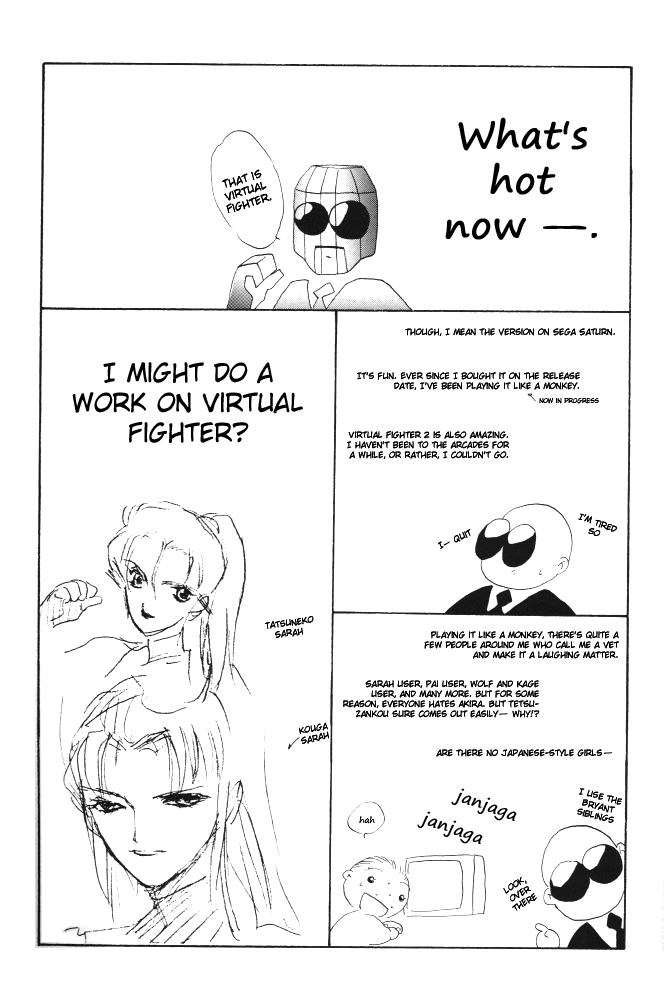 What's
hot
now —.
THAT IS
VIRTUAL
FIGHTER.
THOUGH, I MEAN THE VERSION ON SEGA SATURN.
IT'S FUN. EVER SINCE I BOUGHT IT ON THE RELEASE
DATE, I'VE BEEN PLAYING IT LIKE A MONKEY.
NOW IN PROGRESS
VIRTUAL FIGHTER 2 IS ALSO AMAZING.
I HAVEN'T BEEN TO THE ARCADES FOR
A WHILE, OR RATHER, I COULDN'T GO.
I'M TIRED
SO
I— QUIT
I MIGHT DO A
WORK ON VIRTUAL
FIGHTER?
TATSUNEKO
SARAH
KOUGA
SARAH
PLAYING IT LIKE A MONKEY, THERE'S QUITE A
FEW PEOPLE AROUND ME WHO CALL ME A VET
AND MAKE IT A LAUGHING MATTER.
SARAH USER, PAI USER, WOLF AND KAGE
USER, AND MANY MORE. BUT FOR SOME
REASON, EVERYONE HATES AKIRA. BUT TETSU-
ZANKOU SURE COMES OUT EASILY— WHY!?
ARE THERE NO JAPANESE-STYLE GIRLS—
I USE THE
BRYANT
SIBLINGS
janjaga
janjaga
hah
LOOK,
OVER
THERE